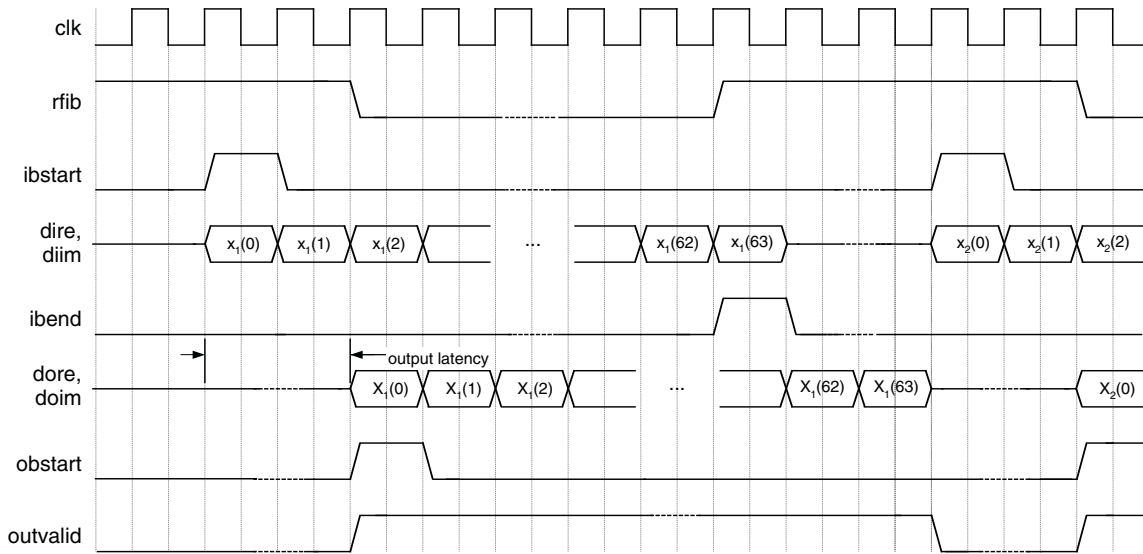 clk
rfib
ibstart
dire,
diim
x₁(0) x₁(1) x₁(2) ... x₁(62) x₁(63) x₂(0) x₂(1) x₂(2)
ibend
output latency
dore,
doim
X₁(0) X₁(1) X₁(2) ... X₁(62) X₁(63) X₂(0)
obstart
outvalid